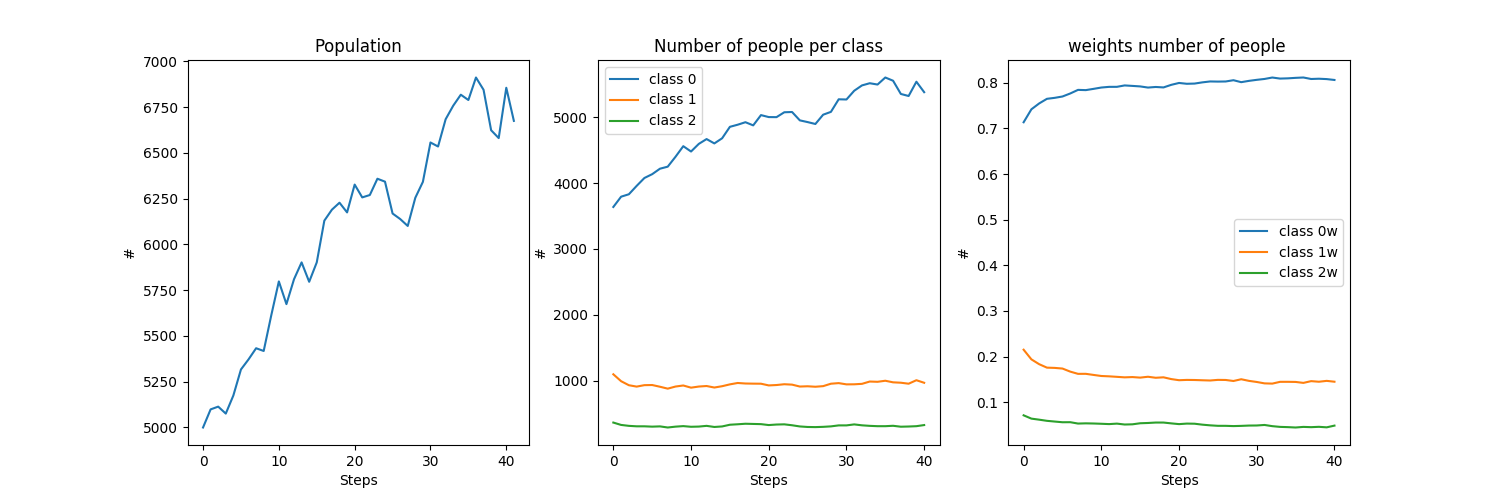 Population
7000
6750
6500
6250
6000
5750
5500
5250
5000
#
0 10 20 30 40
Steps
Number of people per class
class 0
class 1
class 2
5000
4000
3000
2000
1000
#
0 10 20 30 40
Steps
weights number of people
0.8
0.7
0.6
0.5
0.4
0.3
0.2
0.1
#
class 0w
class 1w
class 2w
0 10 20 30 40
Steps